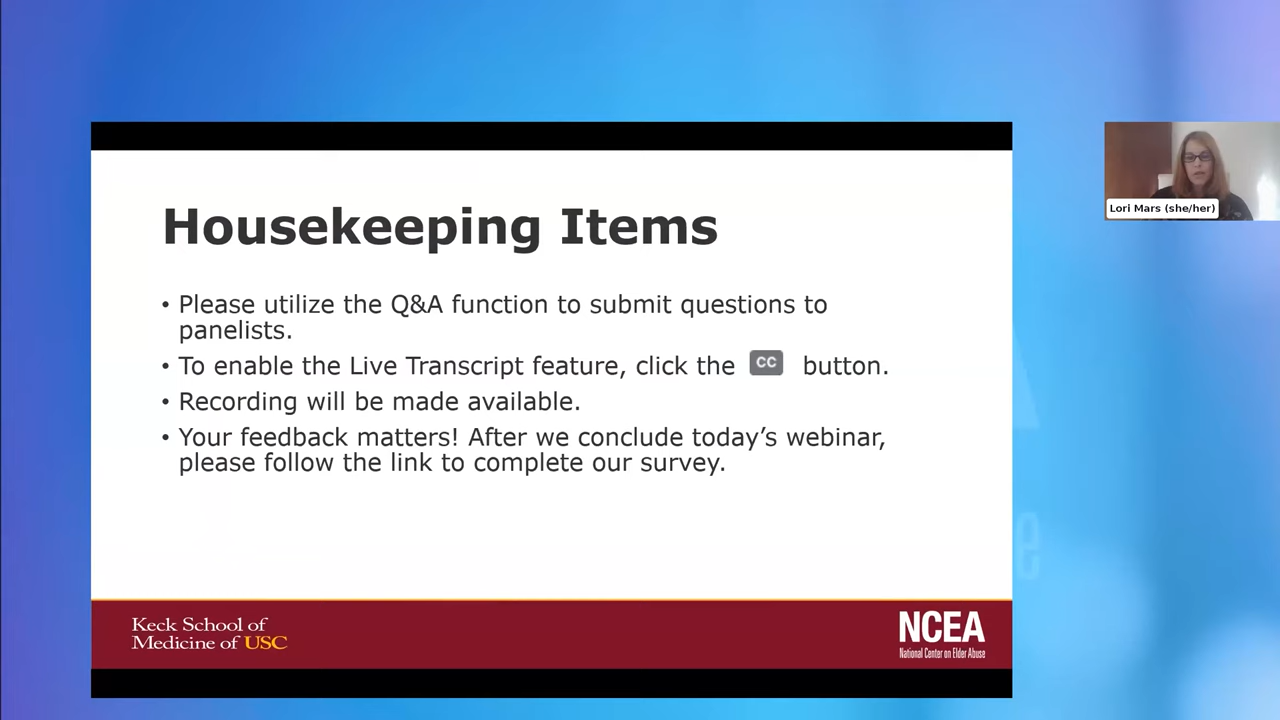 Housekeeping Items
• Please utilize the Q&A function to submit questions to
panelists.
• To enable the Live Transcript feature, click the CC button.
• Recording will be made available.
• Your feedback matters! After we conclude today’s webinar,
please follow the link to complete our survey.
Keck School of
Medicine of USC
NCEA
National Center on Elder Abuse
Lori Mars (she/her)